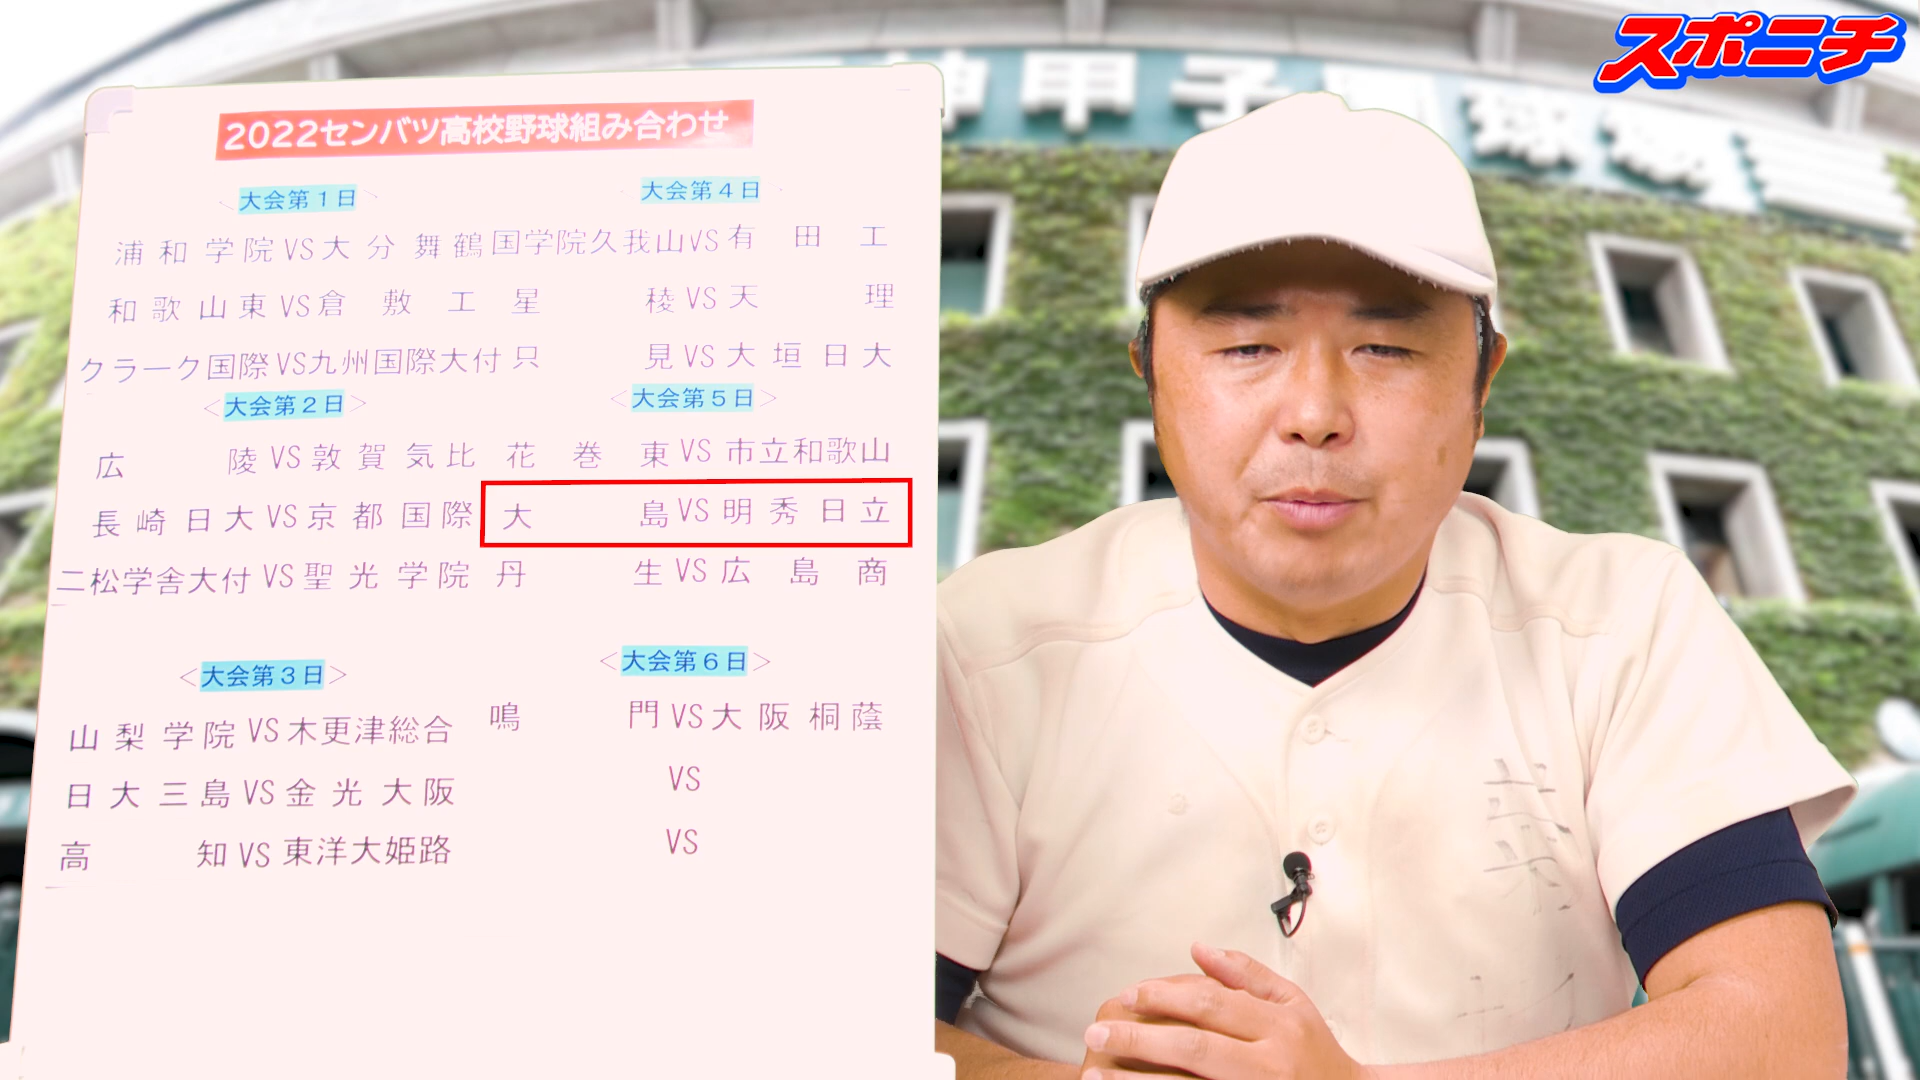 スポニチ
甲子園球場
2022センバツ高校野球組み合わせ
<大会第1日>
浦和学院VS大分舞鶴
和歌山東VS倉敷工
クラーク国際VS九州国際大付
<大会第2日>
広陵VS敦賀気比
長崎日大VS京都国際
二松学舎大付VS聖光学院
<大会第3日>
山梨学院VS木更津総合
日大三島VS金光大阪
高知VS東洋大姫路
大会第4日
国学院久我山VS有田工
星稜VS天理
只見VS大垣日大
<大会第5日>
花巻東VS市立和歌山
大島VS明秀日立
丹生VS広島商
<大会第6日>
鳴門VS大阪桐蔭
VS
VS